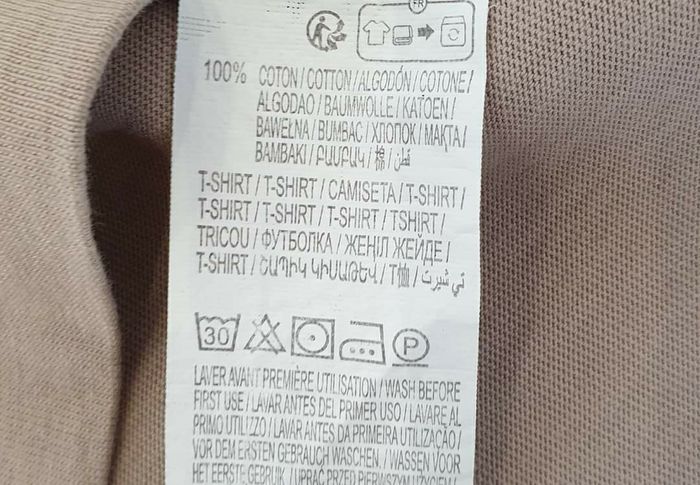 FR
100% COTON / COTTON / ALGODÓN / COTONE /
ALGODAO / BAUMWOLLE / KATOEN /
BAWEŁNA / BUMBAC / ХЛОПОК / МАҚТА /
BAMBAKI / ԲԱՄԲԱԿ / 棉 / قطن
T-SHIRT / T-SHIRT / CAMISETA / T-SHIRT /
T-SHIRT / T-SHIRT / T-SHIRT / TSHIRT /
TRICOU / ФУТБОЛКА / ЖЕҢІЛ ЖЕЙДЕ /
T-SHIRT / ՇԱՊԻԿ ԿԻՍԱԹԵՎ / T恤 / تي شيرت
30 P
LAVER AVANT PREMIÈRE UTILISATION / WASH BEFORE
FIRST USE / LAVAR ANTES DEL PRIMER USO / LAVARE AL
PRIMO UTILIZZO / LAVAR ANTES DA PRIMEIRA UTILIZAÇÃO /
VOR DEM ERSTEN GEBRAUCH WASCHEN. / WASSEN VOOR
HET EERSTE GEBRUIK / UPRAĆ PRZED PIERWSZYM UŻYCIEM /